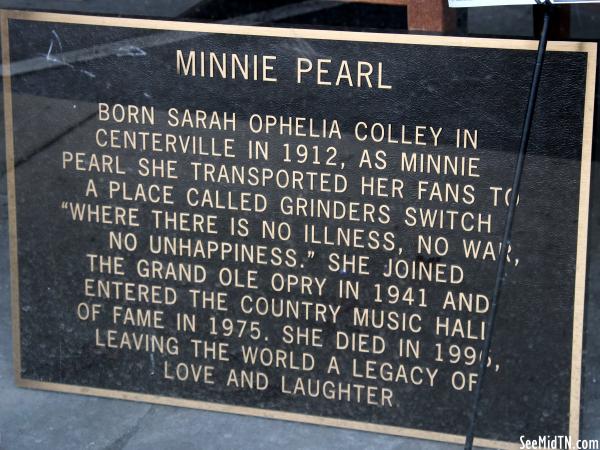 MINNIE PEARL
BORN SARAH OPHELIA COLLEY IN
CENTERVILLE IN 1912, AS MINNIE
PEARL SHE TRANSPORTED HER FANS TO
A PLACE CALLED GRINDERS SWITCH
“WHERE THERE IS NO ILLNESS, NO WAR,
NO UNHAPPINESS.” SHE JOINED
THE GRAND OLE OPRY IN 1941 AND
ENTERED THE COUNTRY MUSIC HALL
OF FAME IN 1975. SHE DIED IN 1996,
LEAVING THE WORLD A LEGACY OF
LOVE AND LAUGHTER
SeeMidTN.com